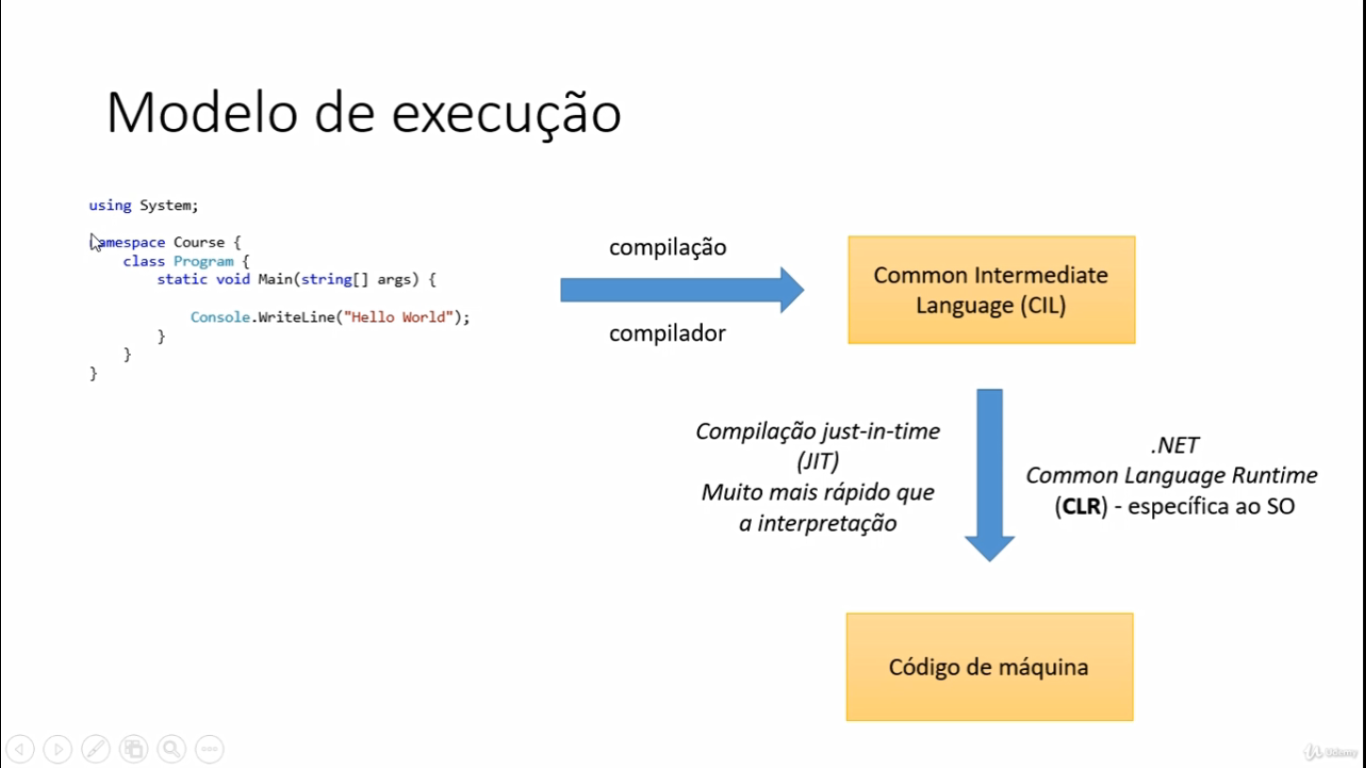 Modelo de execução
using System;
namespace Course {
class Program {
static void Main(string[] args) {
Console.WriteLine("Hello World");
}
}
}
compilação
compilador
Common Intermediate
Language (CIL)
Compilação just-in-time
(JIT)
Muito mais rápido que
a interpretação
.NET
Common Language Runtime
(CLR) - específica ao SO
Código de máquina
Udemy